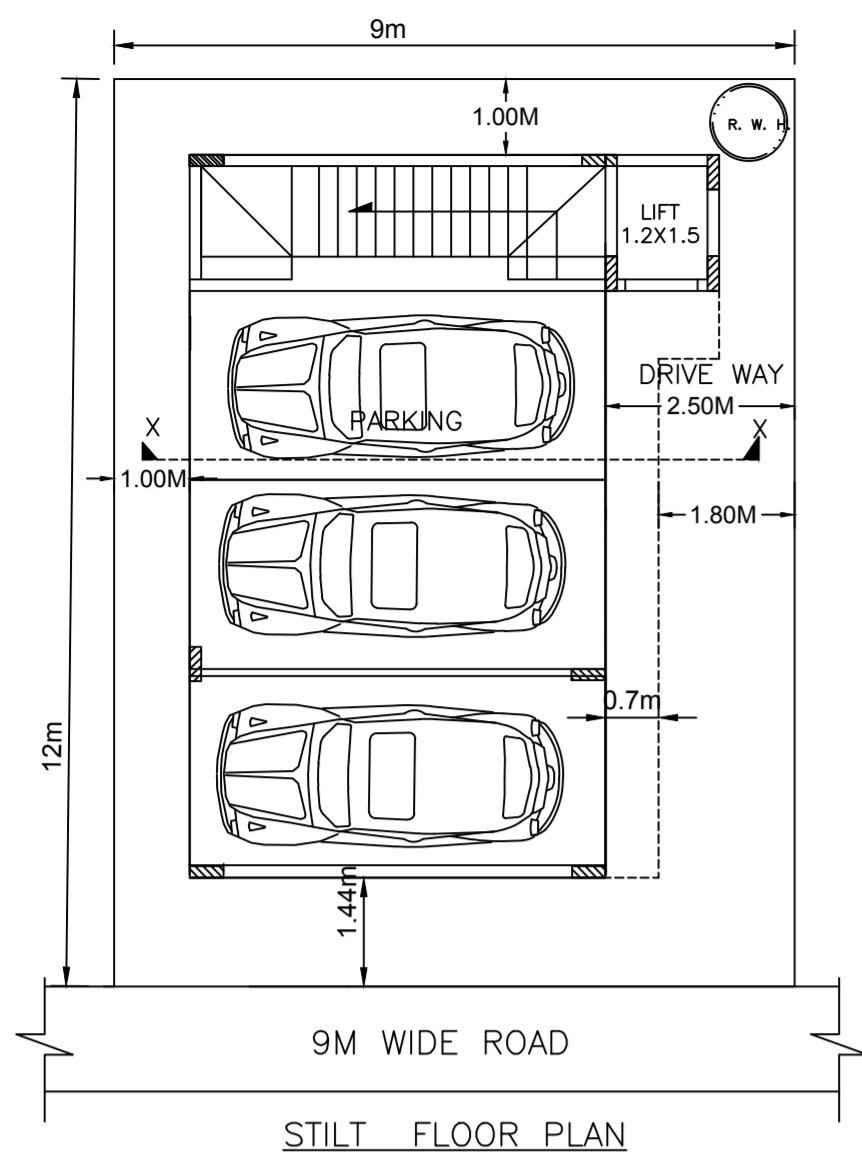 9m
1.00M
R. W. H.
LIFT
1.2X1.5
DRIVE WAY
2.50M
PARKING
X
X
1.00M
1.80M
0.7m
12m
1.44m
9M WIDE ROAD
STILT FLOOR PLAN